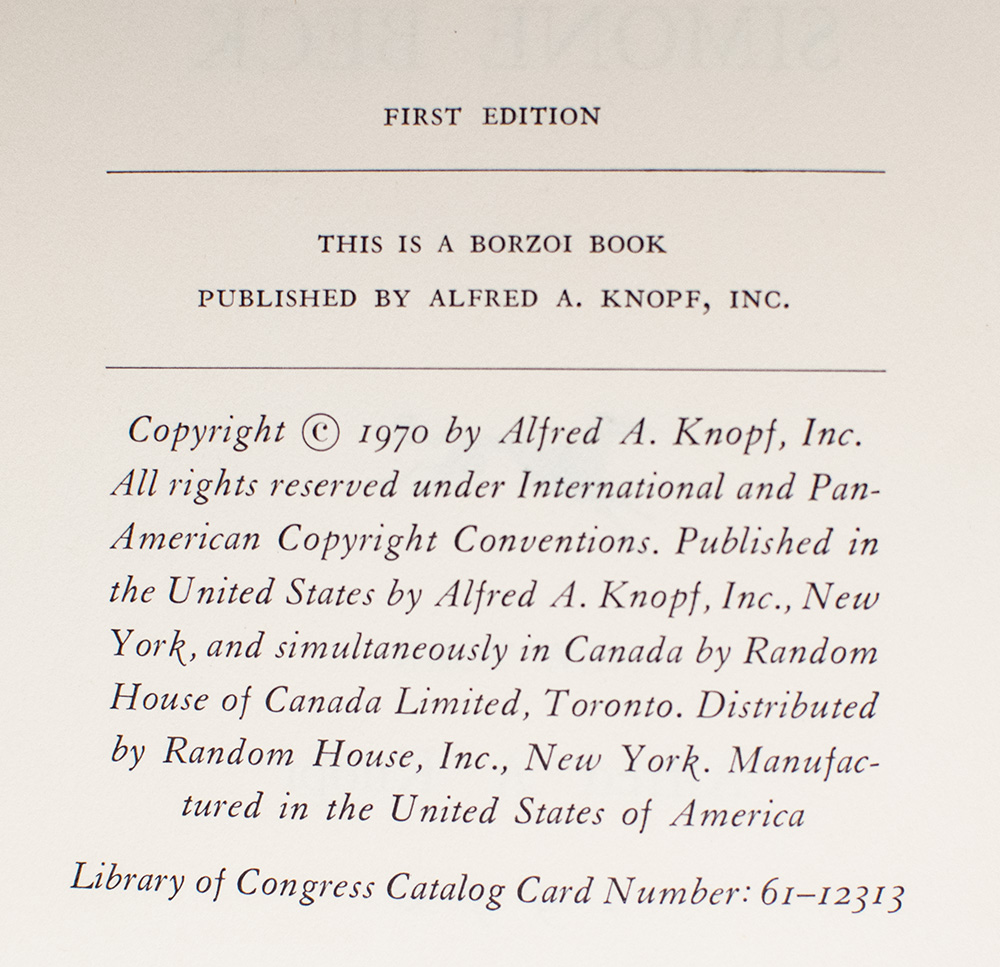 SIMONE BECK
FIRST EDITION
THIS IS A BORZOI BOOK
PUBLISHED BY ALFRED A. KNOPF, INC.
Copyright © 1970 by Alfred A. Knopf, Inc.
All rights reserved under International and Pan-
American Copyright Conventions. Published in
the United States by Alfred A. Knopf, Inc., New
York, and simultaneously in Canada by Random
House of Canada Limited, Toronto. Distributed
by Random House, Inc., New York. Manufac-
tured in the United States of America
Library of Congress Catalog Card Number: 61–12313